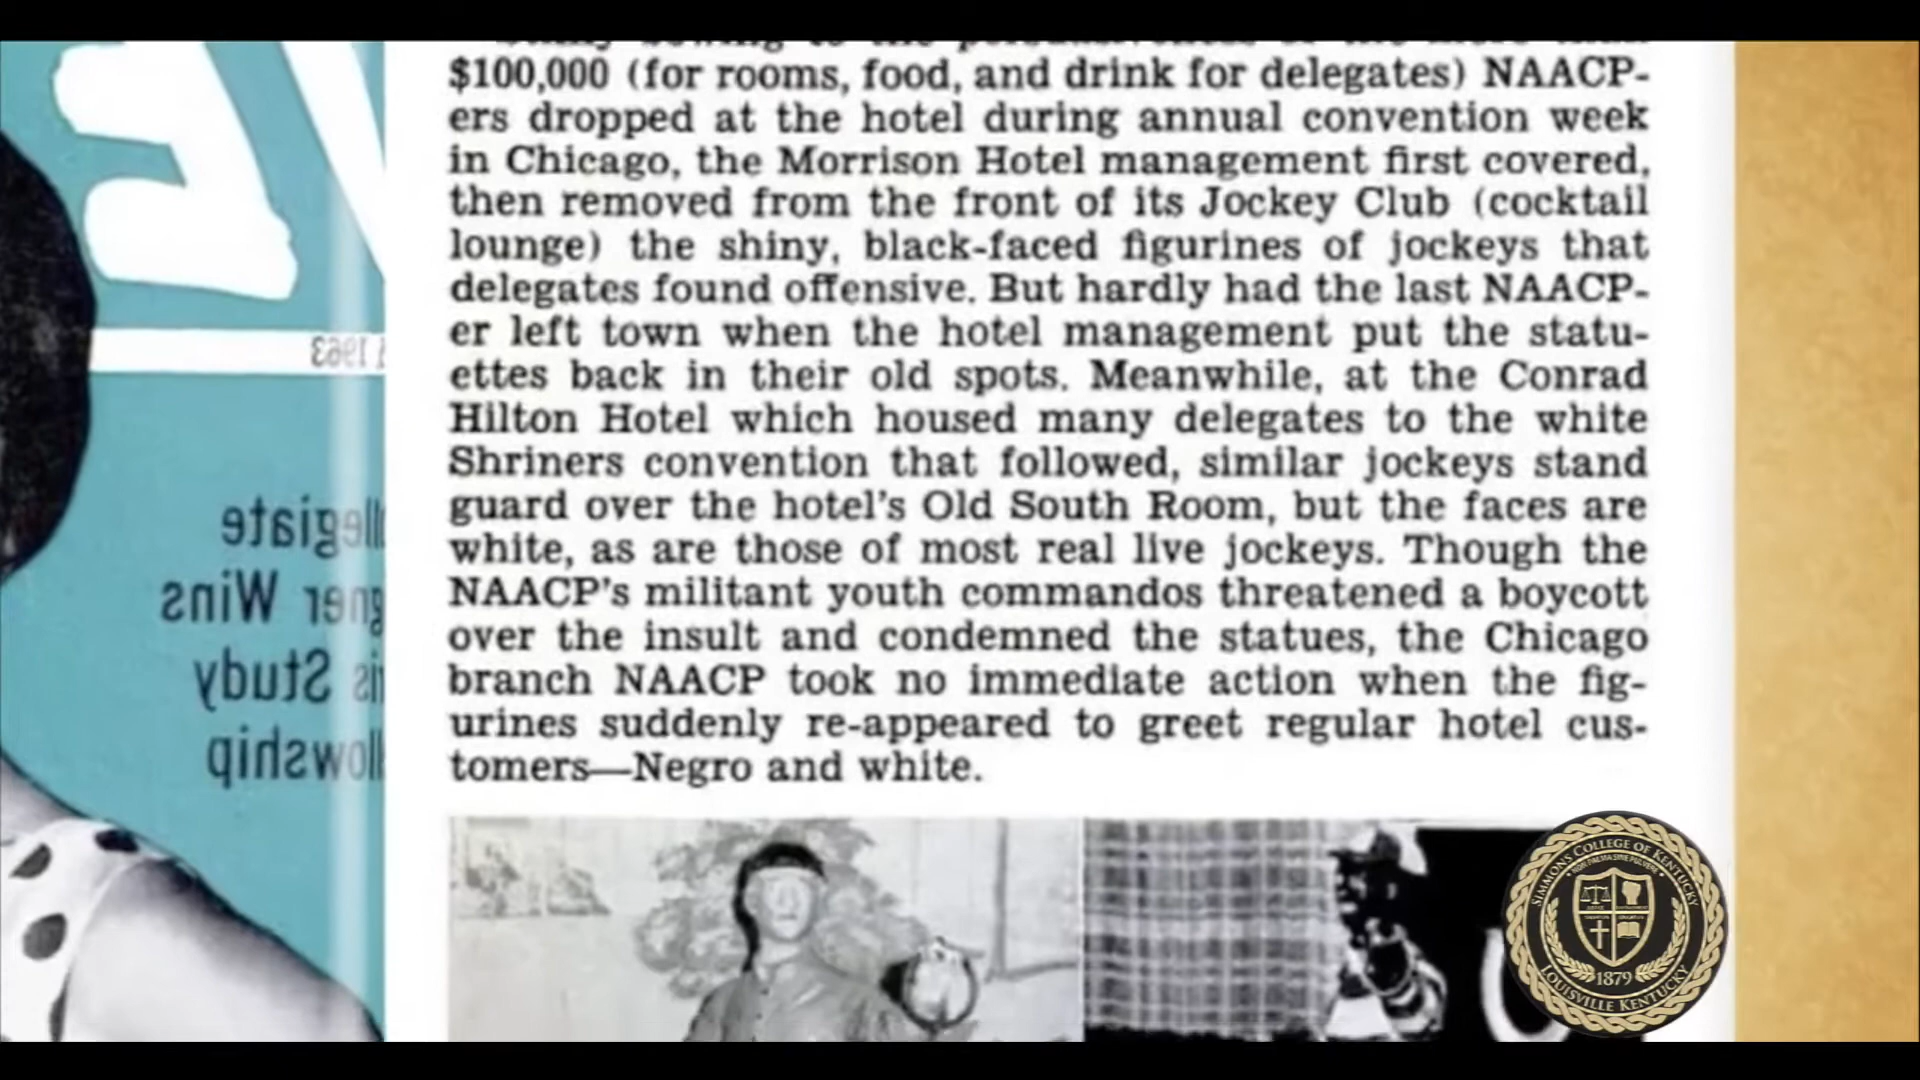 $100,000 (for rooms, food, and drink for delegates) NAACP-
ers dropped at the hotel during annual convention week
in Chicago, the Morrison Hotel management first covered,
then removed from the front of its Jockey Club (cocktail
lounge) the shiny, black-faced figurines of jockeys that
delegates found offensive. But hardly had the last NAACP-
er left town when the hotel management put the statu-
ettes back in their old spots. Meanwhile, at the Conrad
Hilton Hotel which housed many delegates to the white
Shriners convention that followed, similar jockeys stand
guard over the hotel's Old South Room, but the faces are
white, as are those of most real live jockeys. Though the
NAACP's militant youth commandos threatened a boycott
over the insult and condemned the statues, the Chicago
branch NAACP took no immediate action when the fig-
urines suddenly re-appeared to greet regular hotel cus-
tomers—Negro and white.
1963
llegiate
gner Wins
is Study
llowship
SIMMONS COLLEGE OF KENTUCKY
1879
LOUISVILLE KENTUCKY